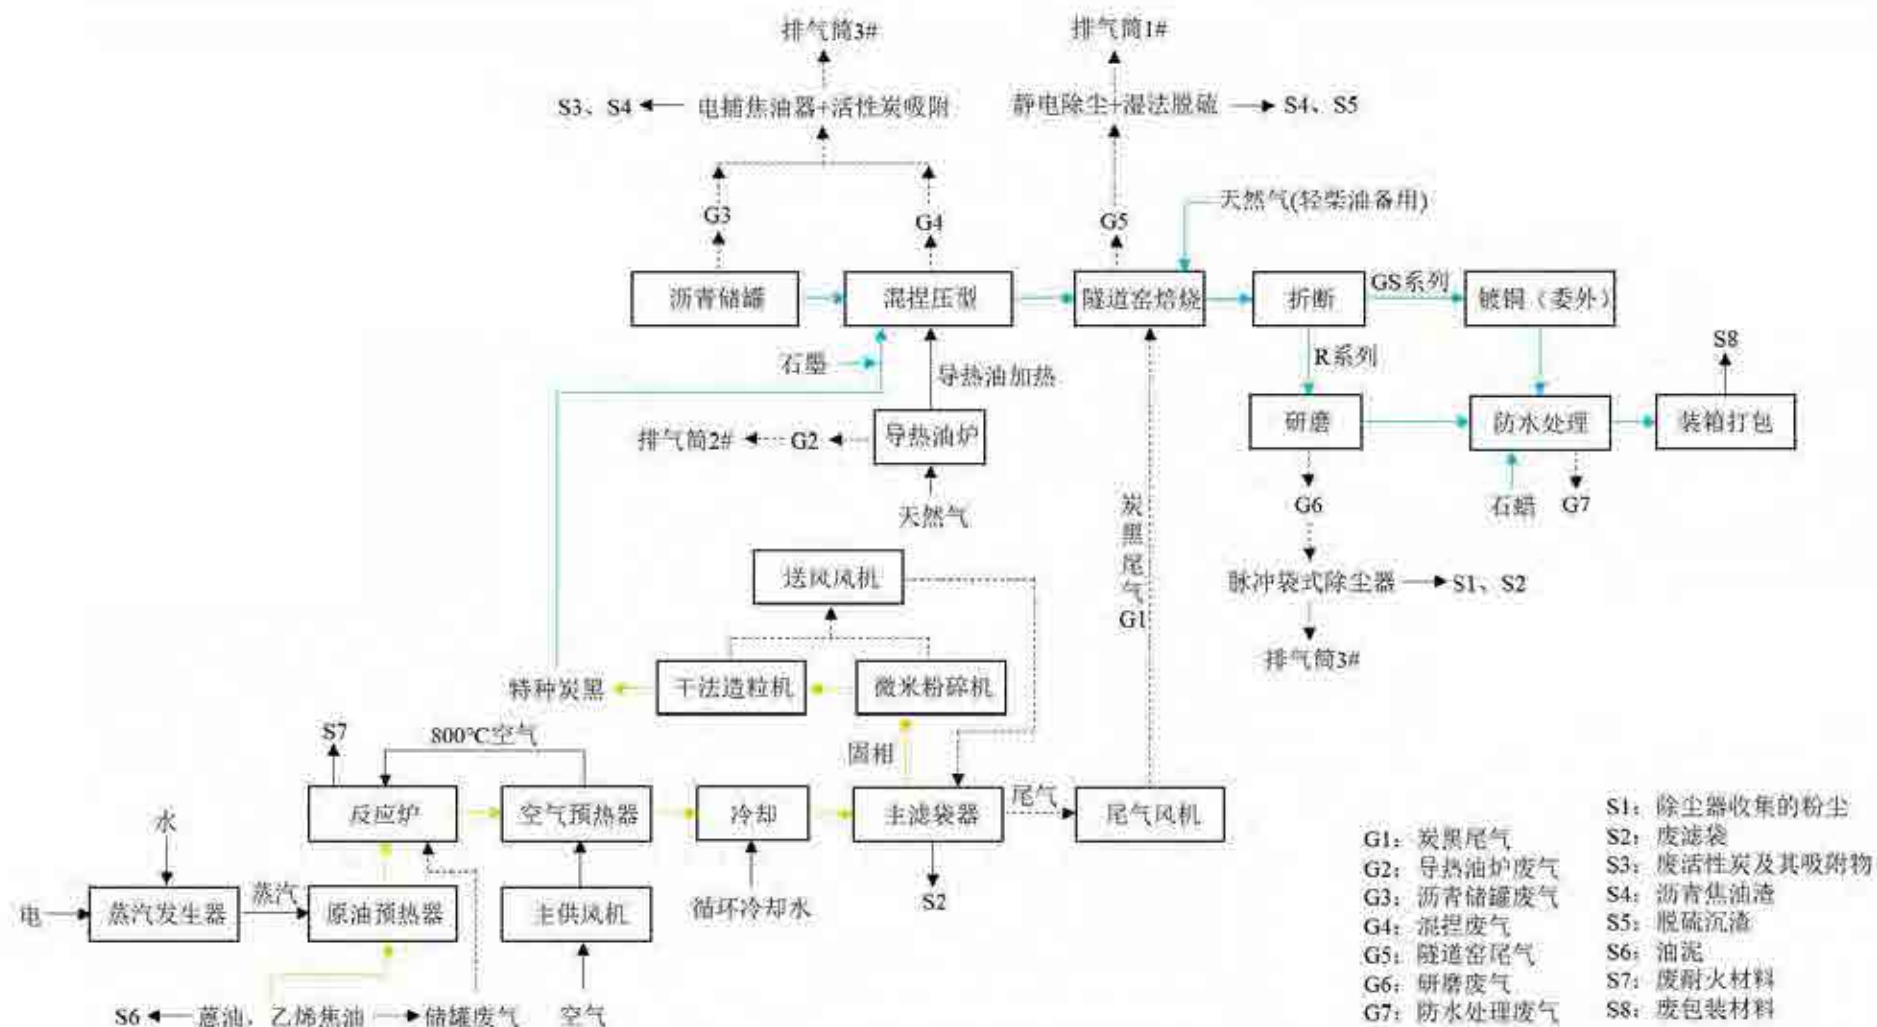 排气筒3#
排气筒1#
S3、S4
电捕焦油器+活性炭吸附
静电除尘+湿法脱硫
S4、S5
G3
G4
G5
天然气(轻柴油备用)
沥青储罐
混捏压型
隧道窑焙烧
折断
GS系列
镀铜（委外）
石墨
导热油加热
R系列
S8
排气筒2#
G2
导热油炉
研磨
防水处理
装箱打包
天然气
炭黑尾气G1
G6
石蜡
G7
送风风机
脉冲袋式除尘器
S1、S2
排气筒3#
特种炭黑
干法造粒机
微米粉碎机
S7
800℃空气
固相
水
反应炉
空气预热器
冷却
主滤袋器
尾气
尾气风机
电
蒸汽发生器
蒸汽
原油预热器
主供风机
循环冷却水
S2
S6
蒽油、乙烯焦油
储罐废气
空气
G1：炭黑尾气
G2：导热油炉废气
G3：沥青储罐废气
G4：混捏废气
G5：隧道窑尾气
G6：研磨废气
G7：防水处理废气
S1：除尘器收集的粉尘
S2：废滤袋
S3：废活性炭及其吸附物
S4：沥青焦油渣
S5：脱硫沉渣
S6：油泥
S7：废耐火材料
S8：废包装材料